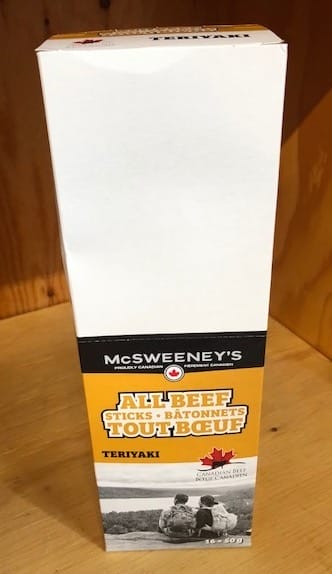 TERIYAKI
McSWEENEY'S
PROUDLY CANADIAN FIÈREMENT CANADIEN
ALL BEEF
STICKS • BÂTONNETS
TOUT BŒUF
TERIYAKI
CANADIAN BEEF
BŒUF CANADIEN
16 x 50 g